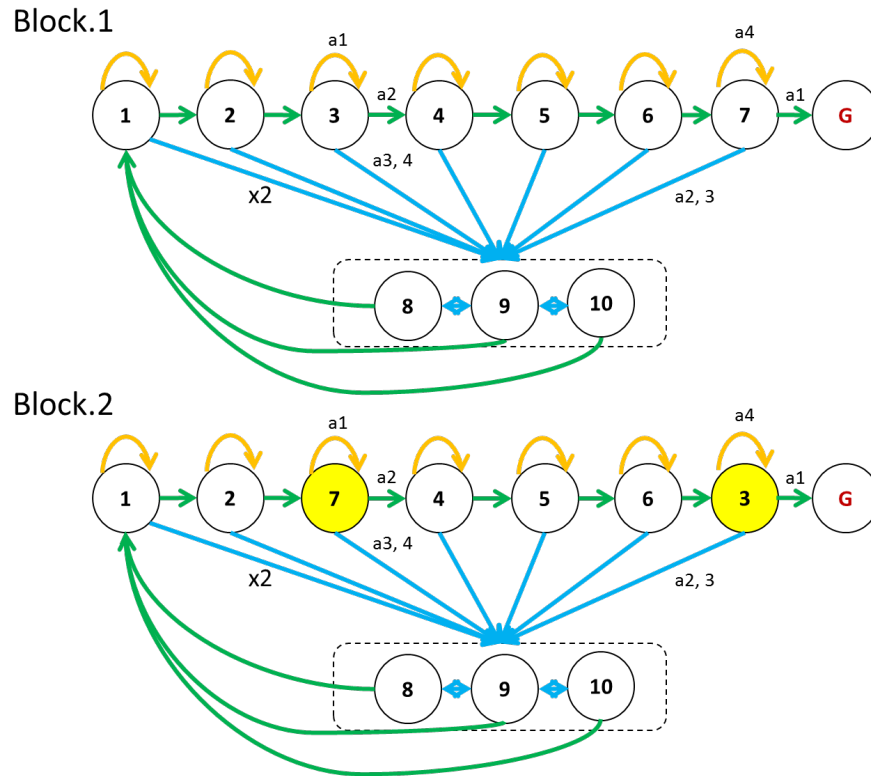 Block.1
a1 a4
1 2 3 a2 4 5 6 7 a1 G
x2 a3, 4 a2, 3
8 9 10
Block.2
a1 a4
1 2 7 a2 4 5 6 3 a1 G
x2 a3, 4 a2, 3
8 9 10